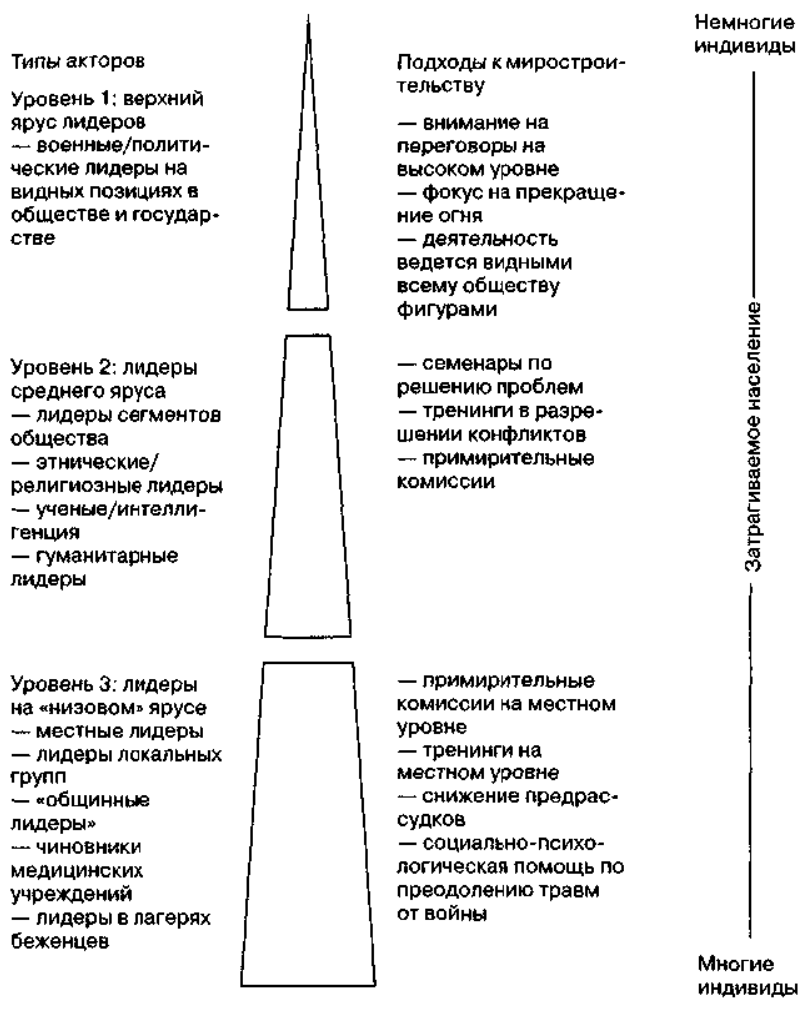 Типы акторов
Уровень 1: верхний
ярус лидеров
— военные/полити-
ческие лидеры на
видных позициях в
обществе и государ-
стве
Подходы к мирострои-
тельству
— внимание на
переговоры на
высоком уровне
— фокус на прекраще-
ние огня
— деятельность
ведется видными
всему обществу
фигурами
Немногие
индивиды
Уровень 2: лидеры
среднего яруса
— лидеры сегментов
общества
— этнические/
религиозные лидеры
— ученые/интелли-
генция
— гуманитарные
лидеры
— семенары по
решению проблем
— тренинги в разре-
шении конфликтов
— примирительные
комиссии
Затрагиваемое население
Уровень 3: лидеры
на «низовом» ярусе
— местные лидеры
— лидеры локальных
групп
— «общинные
лидеры»
— чиновники
медицинских
учреждений
— лидеры в лагерях
беженцев
— примирительные
комиссии на местном
уровне
— тренинги на
местном уровне
— снижение предрас-
судков
— социально-психо-
логическая помощь по
преодолению травм
от войны
Многие
индивиды